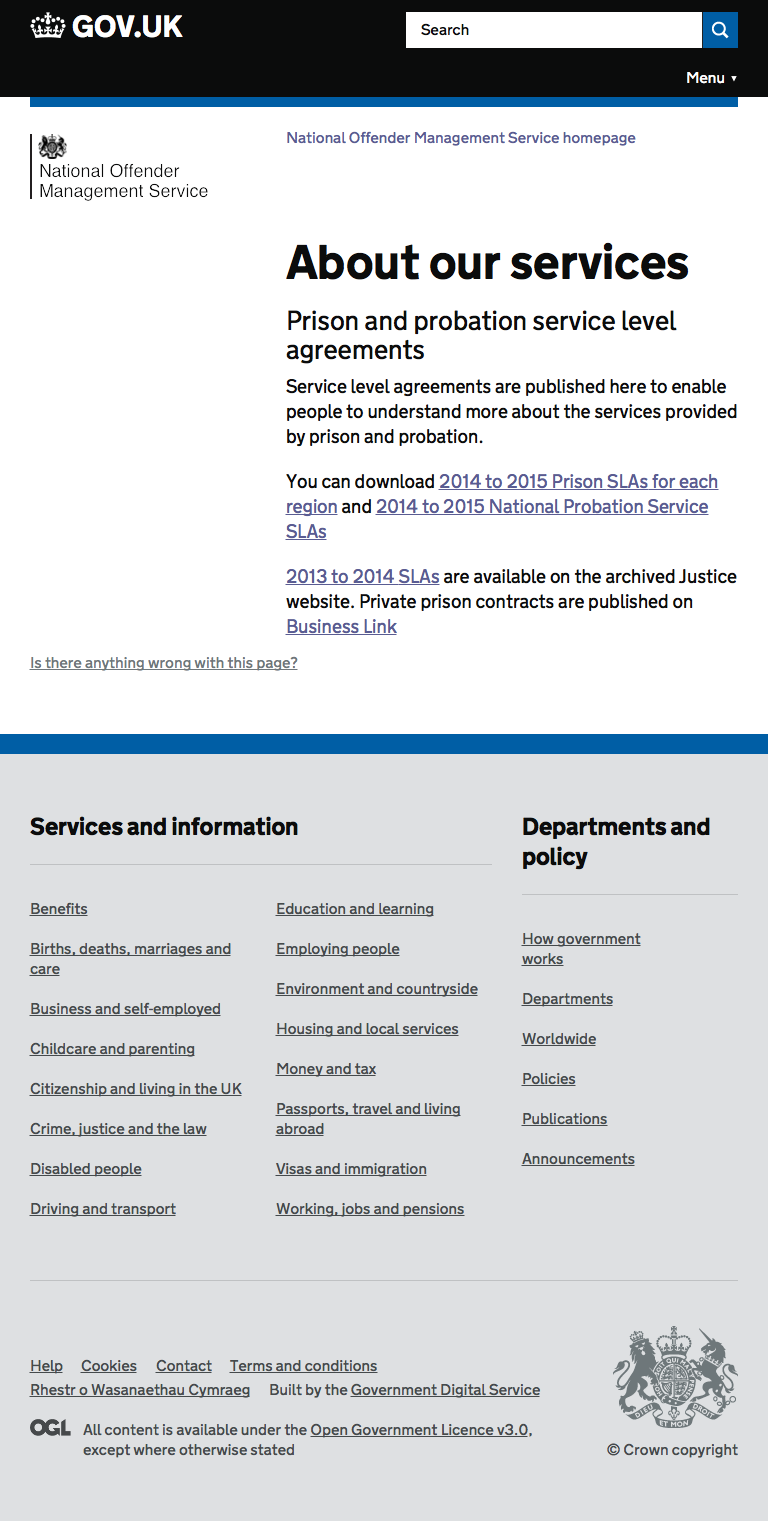 GOV.UK
Search
Menu ▼
National Offender Management Service homepage
National Offender
Management Service
About our services
Prison and probation service level
agreements
Service level agreements are published here to enable
people to understand more about the services provided
by prison and probation.
You can download 2014 to 2015 Prison SLAs for each
region and 2014 to 2015 National Probation Service
SLAs
2013 to 2014 SLAs are available on the archived Justice
website. Private prison contracts are published on
Business Link
Is there anything wrong with this page?
Services and information
Benefits
Births, deaths, marriages and
care
Business and self-employed
Childcare and parenting
Citizenship and living in the UK
Crime, justice and the law
Disabled people
Driving and transport
Education and learning
Employing people
Environment and countryside
Housing and local services
Money and tax
Passports, travel and living
abroad
Visas and immigration
Working, jobs and pensions
Departments and
policy
How government
works
Departments
Worldwide
Policies
Publications
Announcements
Help Cookies Contact Terms and conditions
Rhestr o Wasanaethau Cymraeg Built by the Government Digital Service
OGL All content is available under the Open Government Licence v3.0,
except where otherwise stated
DIEU ET MON DROIT
© Crown copyright